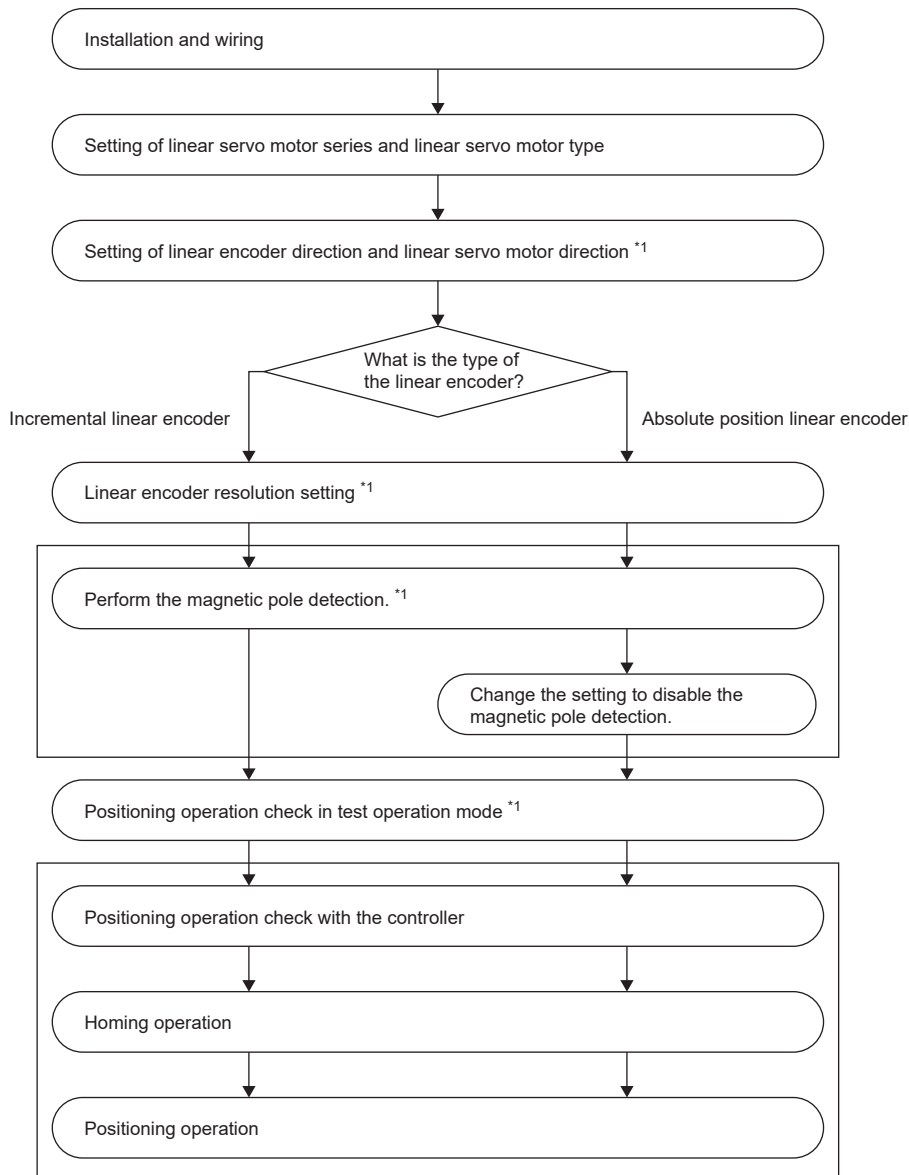 Installation and wiring
Setting of linear servo motor series and linear servo motor type
Setting of linear encoder direction and linear servo motor direction *1
What is the type of
the linear encoder?
Incremental linear encoder
Absolute position linear encoder
Linear encoder resolution setting *1
Perform the magnetic pole detection. *1
Change the setting to disable the
magnetic pole detection.
Positioning operation check in test operation mode *1
Positioning operation check with the controller
Homing operation
Positioning operation